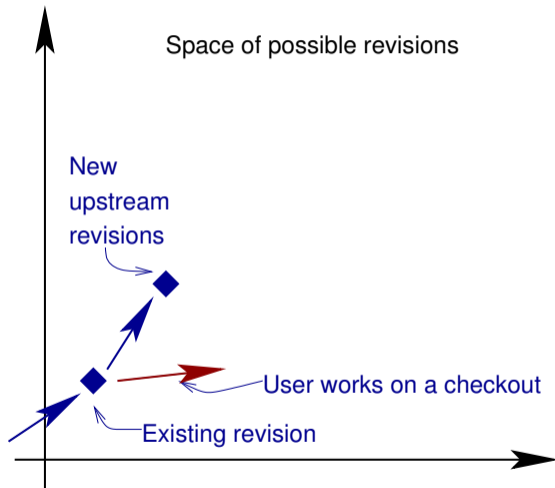 Space of possible revisions
New
upstream
revisions
User works on a checkout
Existing revision